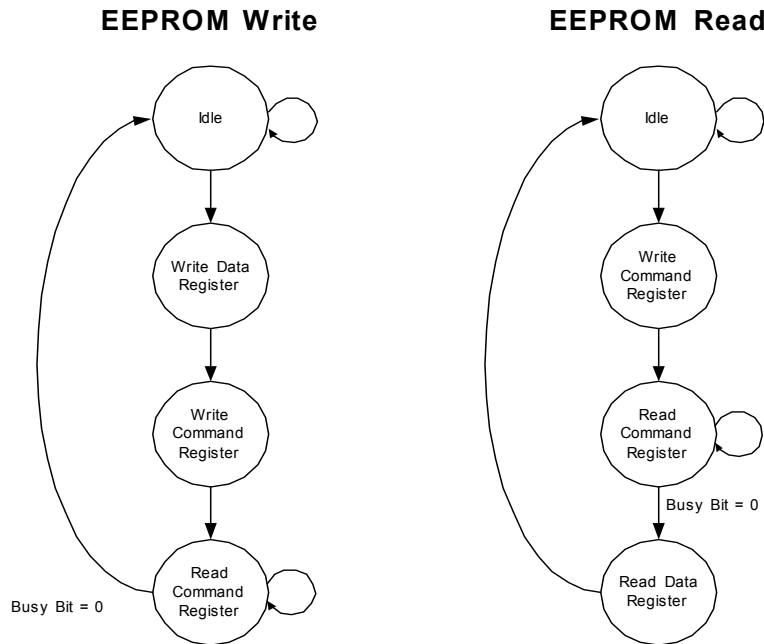 EEPROM Write
Idle
Write Data
Register
Write
Command
Register
Read
Command
Register
Busy Bit = 0
EEPROM Read
Idle
Write
Command
Register
Read
Command
Register
Busy Bit = 0
Read Data
Register